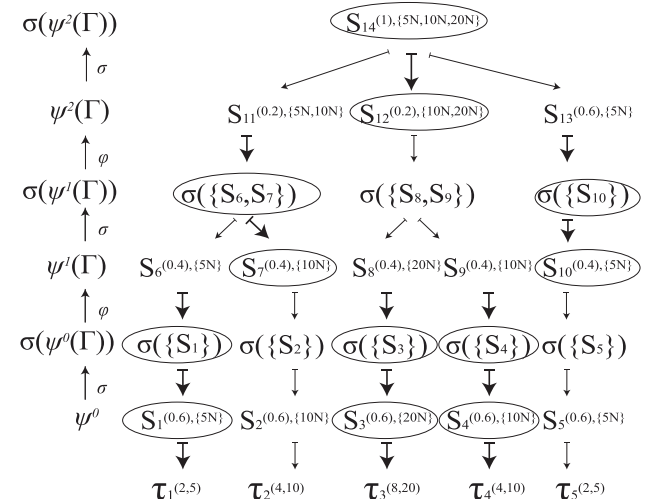 σ(ψ²(Γ)) S₁₄⁽¹⁾,{5N,10N,20N}
σ
ψ²(Γ) S₁₁(0.2),{5N,10N} S₁₂(0.2),{10N,20N} S₁₃(0.6),{5N}
φ
σ(ψ¹(Γ)) σ({S₆,S₇}) σ({S₈,S₉}) σ({S₁₀})
σ
ψ¹(Γ) S₆(0.4),{5N} S₇(0.4),{10N} S₈(0.4),{20N} S₉(0.4),{10N} S₁₀(0.4),{5N}
φ
σ(ψ⁰(Γ)) σ({S₁}) σ({S₂}) σ({S₃}) σ({S₄}) σ({S₅})
σ
ψ⁰ S₁(0.6),{5N} S₂(0.6),{10N} S₃(0.6),{20N} S₄(0.6),{10N} S₅(0.6),{5N}
τ₁(2,5) τ₂(4,10) τ₃(8,20) τ₄(4,10) τ₅(2,5)